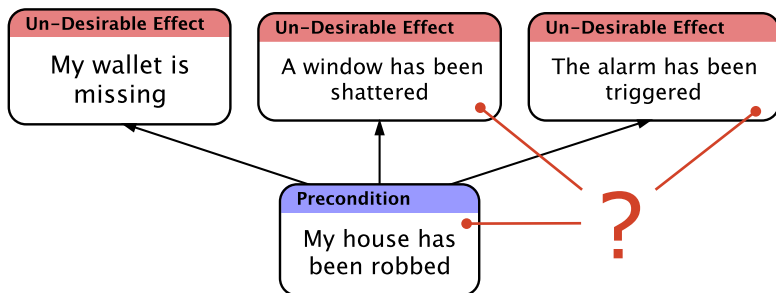 Un-Desirable Effect
My wallet is
missing
Un-Desirable Effect
A window has been
shattered
Un-Desirable Effect
The alarm has been
triggered
Precondition
My house has
been robbed
?